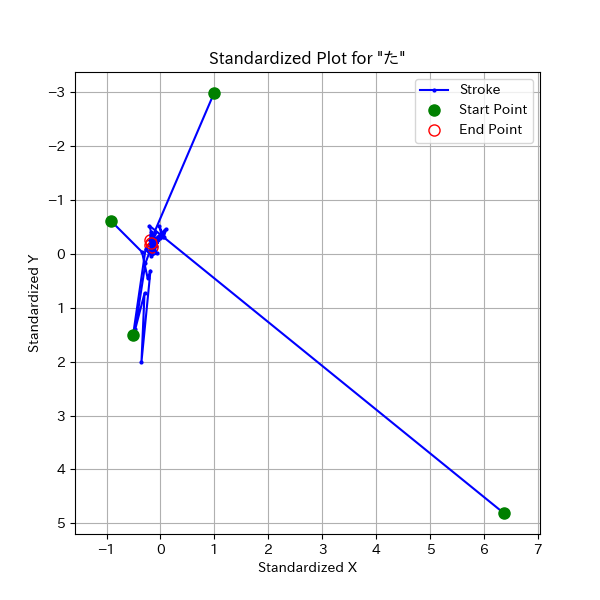 Standardized Plot for "た"
Stroke
Start Point
End Point
−3
−2
−1
0
1
2
3
4
5
Standardized Y
−1 0 1 2 3 4 5 6 7
Standardized X